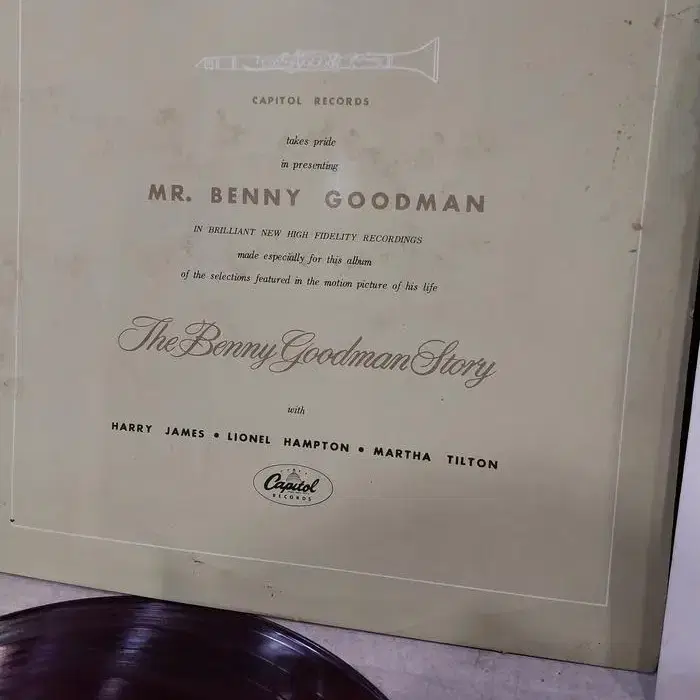 CAPITOL RECORDS
takes pride
in presenting
MR. BENNY GOODMAN
IN BRILLIANT NEW HIGH FIDELITY RECORDINGS
made especially for this album
of the selections featured in the motion picture of his life
The Benny Goodman Story
with
HARRY JAMES • LIONEL HAMPTON • MARTHA TILTON
Capitol
RECORDS